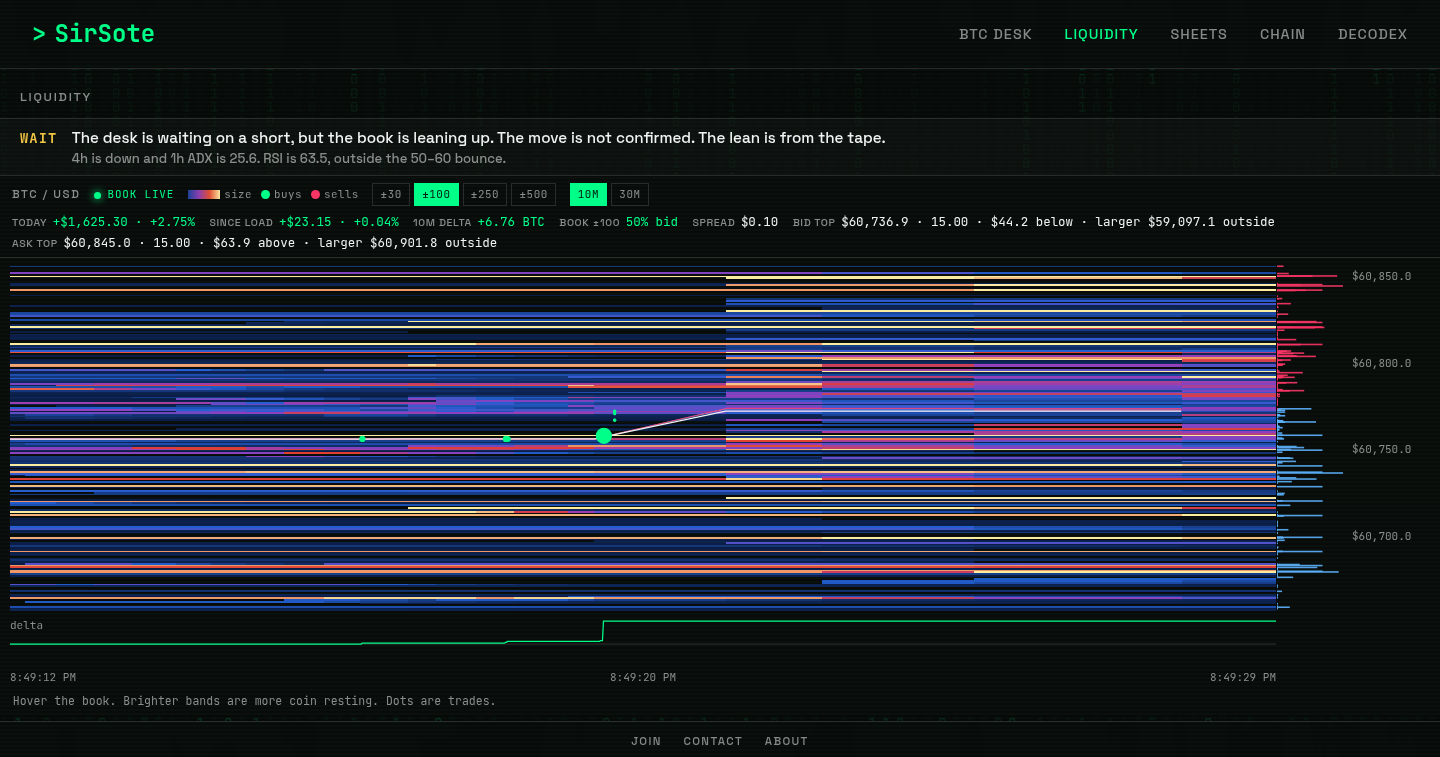 > SirSote
BTC DESK LIQUIDITY SHEETS CHAIN DECODEX
LIQUIDITY
WAIT The desk is waiting on a short, but the book is leaning up. The move is not confirmed. The lean is from the tape.
4h is down and 1h ADX is 25.6. RSI is 63.5, outside the 50–60 bounce.
BTC / USD BOOK LIVE size buys sells ±30 ±100 ±250 ±500 10M 30M
TODAY +$1,625.30 · +2.75% SINCE LOAD +$23.15 · +0.04% 10M DELTA +6.76 BTC BOOK ±100 50% bid SPREAD $0.10 BID TOP $60,736.9 · 15.00 · $44.2 below · larger $59,097.1 outside
ASK TOP $60,845.0 · 15.00 · $63.9 above · larger $60,901.8 outside
$60,850.0
$60,800.0
$60,750.0
$60,700.0
delta
8:49:12 PM 8:49:20 PM 8:49:29 PM
Hover the book. Brighter bands are more coin resting. Dots are trades.
JOIN CONTACT ABOUT